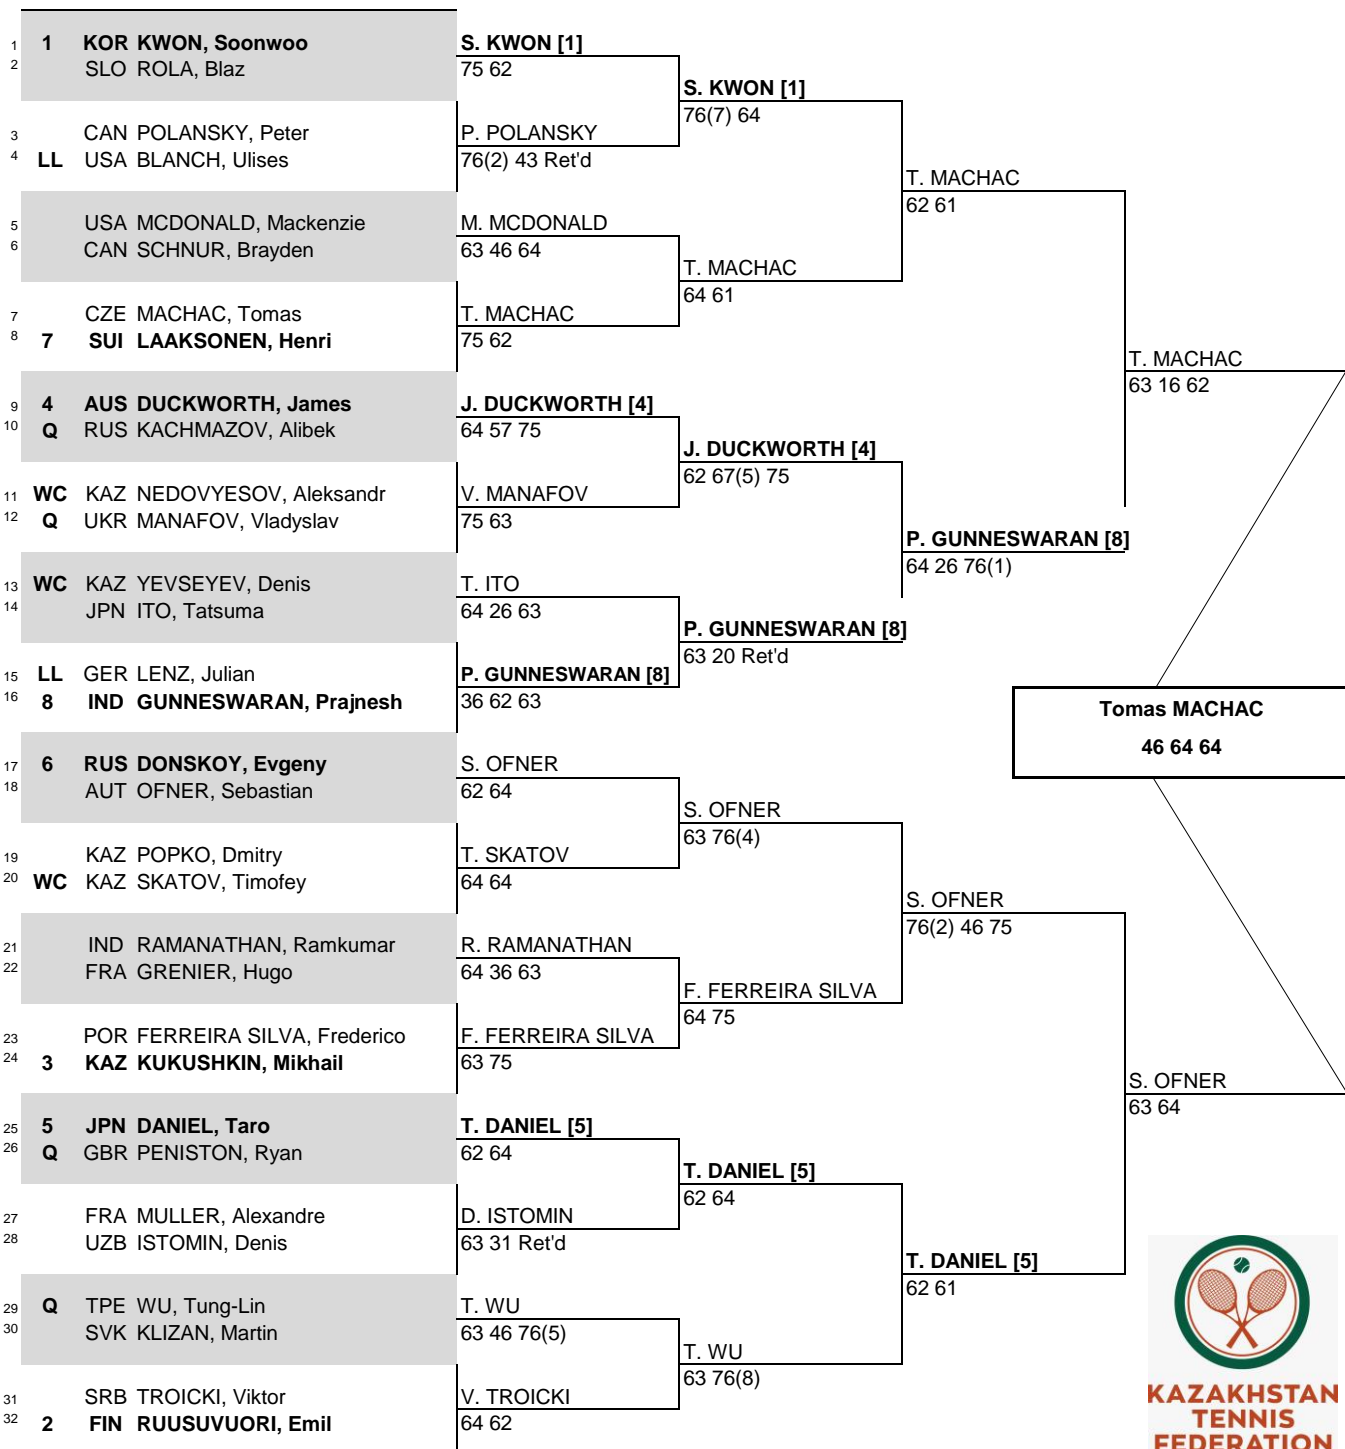 1 1 KOR KWON, Soonwoo
2 SLO ROLA, Blaz
3 CAN POLANSKY, Peter
4 LL USA BLANCH, Ulises
5 USA MCDONALD, Mackenzie
6 CAN SCHNUR, Brayden
7 CZE MACHAC, Tomas
8 7 SUI LAAKSONEN, Henri
9 4 AUS DUCKWORTH, James
10 Q RUS KACHMAZOV, Alibek
11 WC KAZ NEDOVYESOV, Aleksandr
12 Q UKR MANAFOV, Vladyslav
13 WC KAZ YEVSEYEV, Denis
14 JPN ITO, Tatsuma
15 LL GER LENZ, Julian
16 8 IND GUNNESWARAN, Prajnesh
17 6 RUS DONSKOY, Evgeny
18 AUT OFNER, Sebastian
19 KAZ POPKO, Dmitry
20 WC KAZ SKATOV, Timofey
21 IND RAMANATHAN, Ramkumar
22 FRA GRENIER, Hugo
23 POR FERREIRA SILVA, Frederico
24 3 KAZ KUKUSHKIN, Mikhail
25 5 JPN DANIEL, Taro
26 Q GBR PENISTON, Ryan
27 FRA MULLER, Alexandre
28 UZB ISTOMIN, Denis
29 Q TPE WU, Tung-Lin
30 SVK KLIZAN, Martin
31 SRB TROICKI, Viktor
32 2 FIN RUUSUVUORI, Emil
S. KWON [1]
75 62
P. POLANSKY
76(2) 43 Ret'd
M. MCDONALD
63 46 64
T. MACHAC
75 62
J. DUCKWORTH [4]
64 57 75
V. MANAFOV
75 63
T. ITO
64 26 63
P. GUNNESWARAN [8]
36 62 63
S. OFNER
62 64
T. SKATOV
64 64
R. RAMANATHAN
64 36 63
F. FERREIRA SILVA
63 75
T. DANIEL [5]
62 64
D. ISTOMIN
63 31 Ret'd
T. WU
63 46 76(5)
V. TROICKI
64 62
S. KWON [1]
76(7) 64
T. MACHAC
64 61
J. DUCKWORTH [4]
62 67(5) 75
P. GUNNESWARAN [8]
63 20 Ret'd
S. OFNER
63 76(4)
F. FERREIRA SILVA
64 75
T. DANIEL [5]
62 64
T. WU
63 76(8)
T. MACHAC
62 61
P. GUNNESWARAN [8]
64 26 76(1)
S. OFNER
76(2) 46 75
T. DANIEL [5]
62 61
T. MACHAC
63 16 62
S. OFNER
63 64
Tomas MACHAC
46 64 64
KAZAKHSTAN
TENNIS
FEDERATION